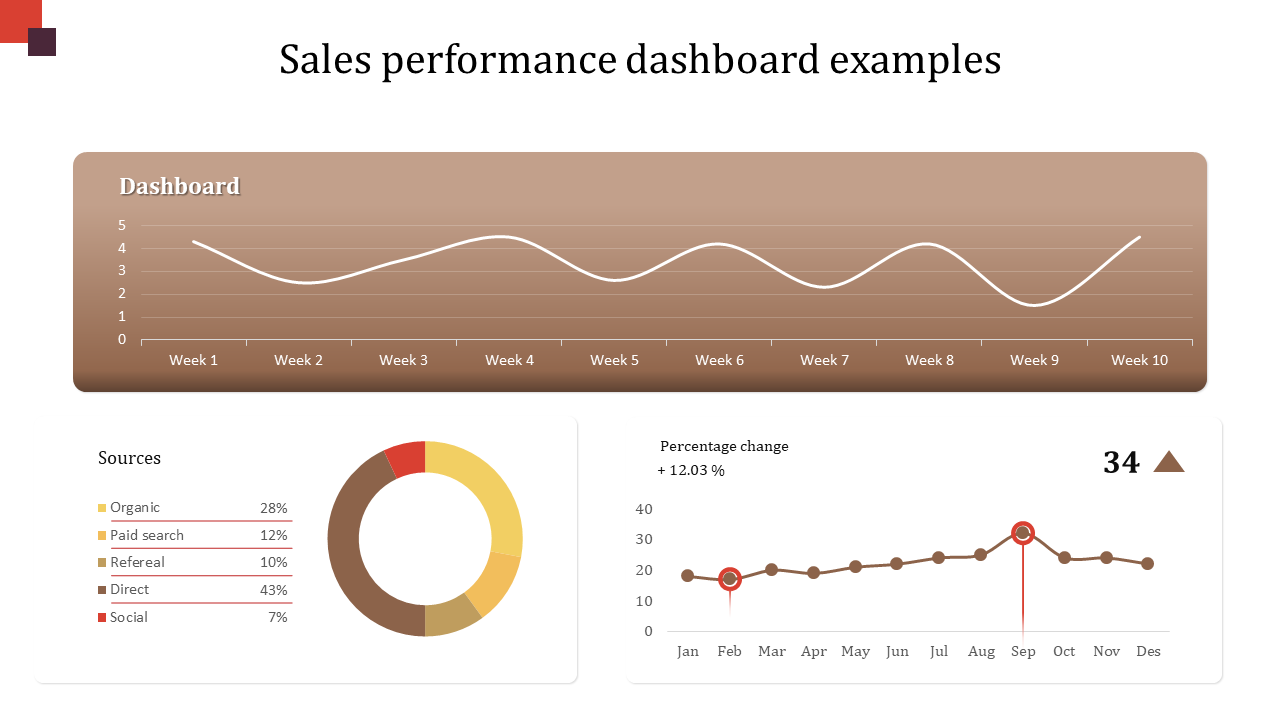 Sales performance dashboard examples
Dashboard
5
4
3
2
1
0
Week 1 Week 2 Week 3 Week 4 Week 5 Week 6 Week 7 Week 8 Week 9 Week 10
Sources
Organic 28%
Paid search 12%
Refereal 10%
Direct 43%
Social 7%
Percentage change
+ 12.03 %
34
40
30
20
10
0
Jan Feb Mar Apr May Jun Jul Aug Sep Oct Nov Des